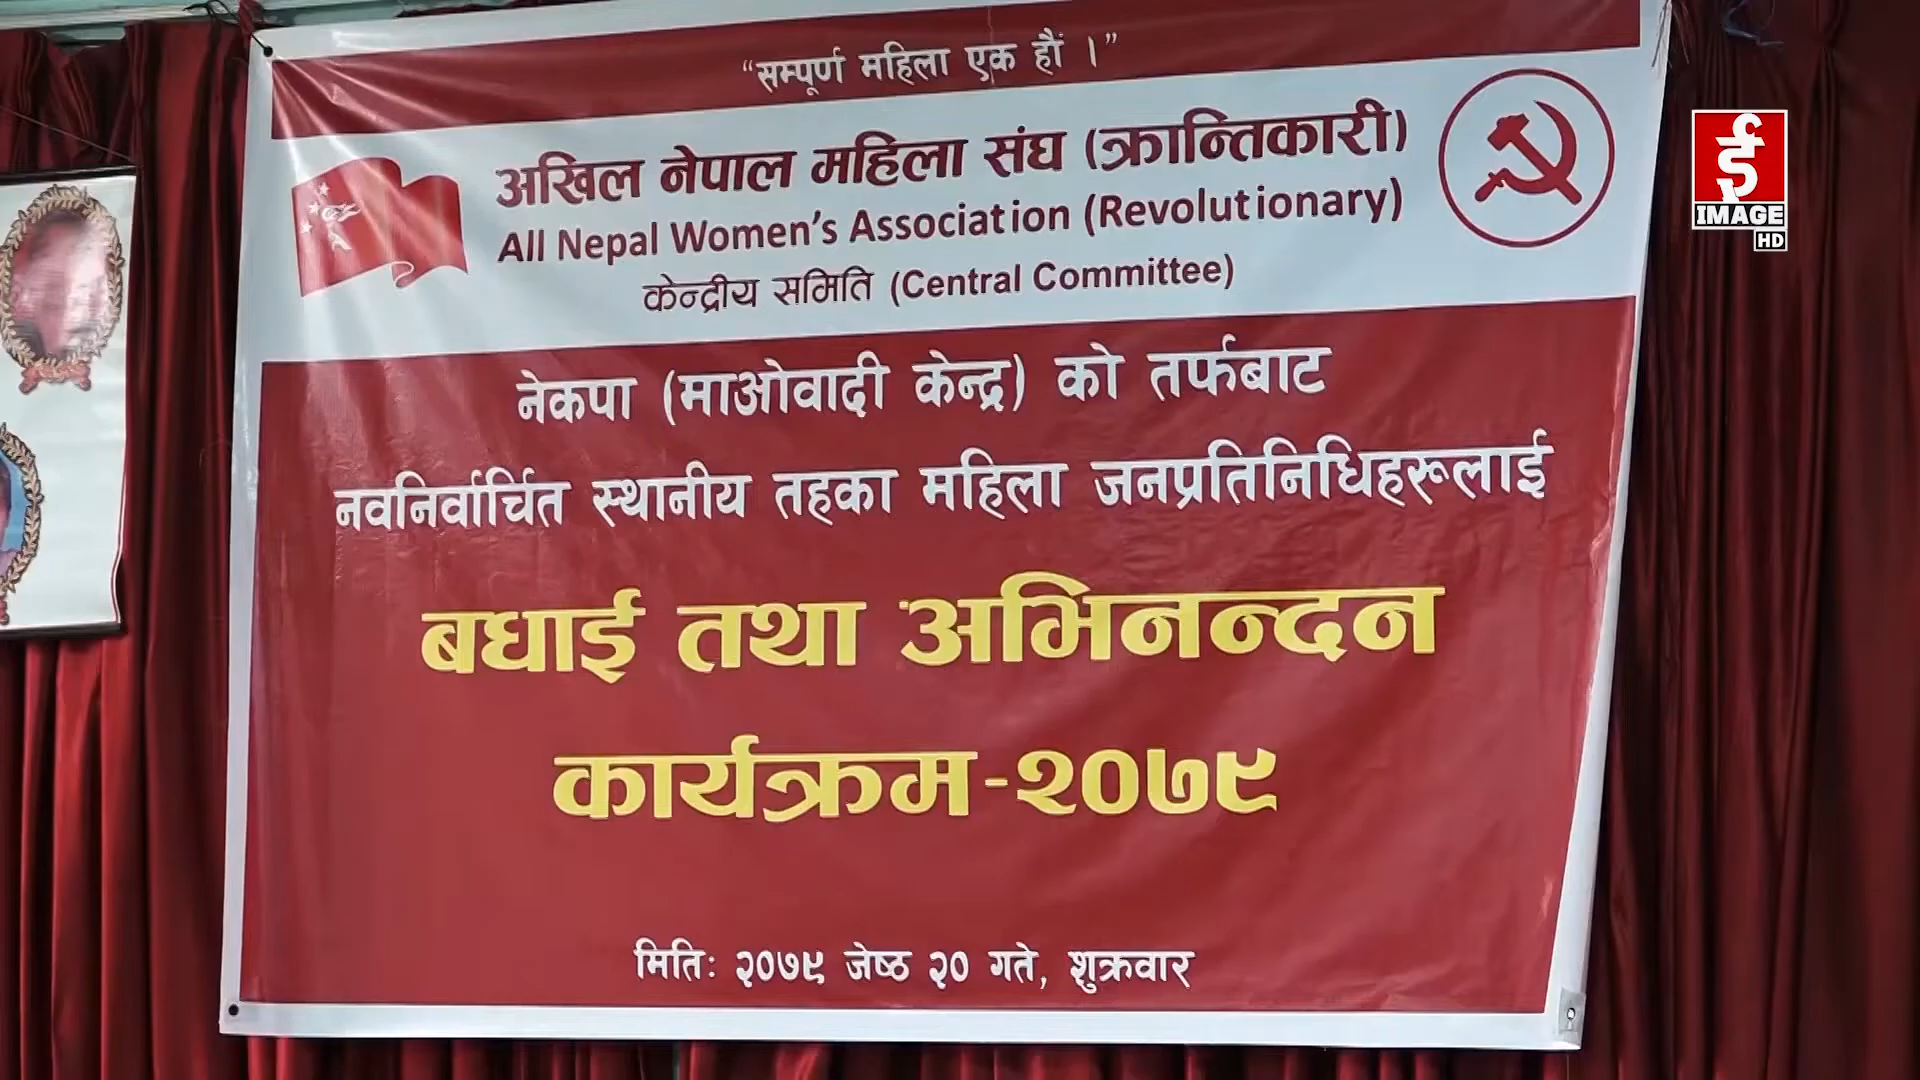 “सम्पूर्ण महिला एक हौं ।”
अखिल नेपाल महिला संघ (क्रान्तिकारी)
All Nepal Women's Association (Revolutionary)
केन्द्रीय समिति (Central Committee)
नेकपा (माओवादी केन्द्र) को तर्फबाट
नवनिर्वार्चित स्थानीय तहका महिला जनप्रतिनिधिहरूलाई
बधाई तथा अभिनन्दन
कार्यक्रम-२०७९
मिति: २०७९ जेष्ठ २० गते, शुक्रवार
IMAGE
HD